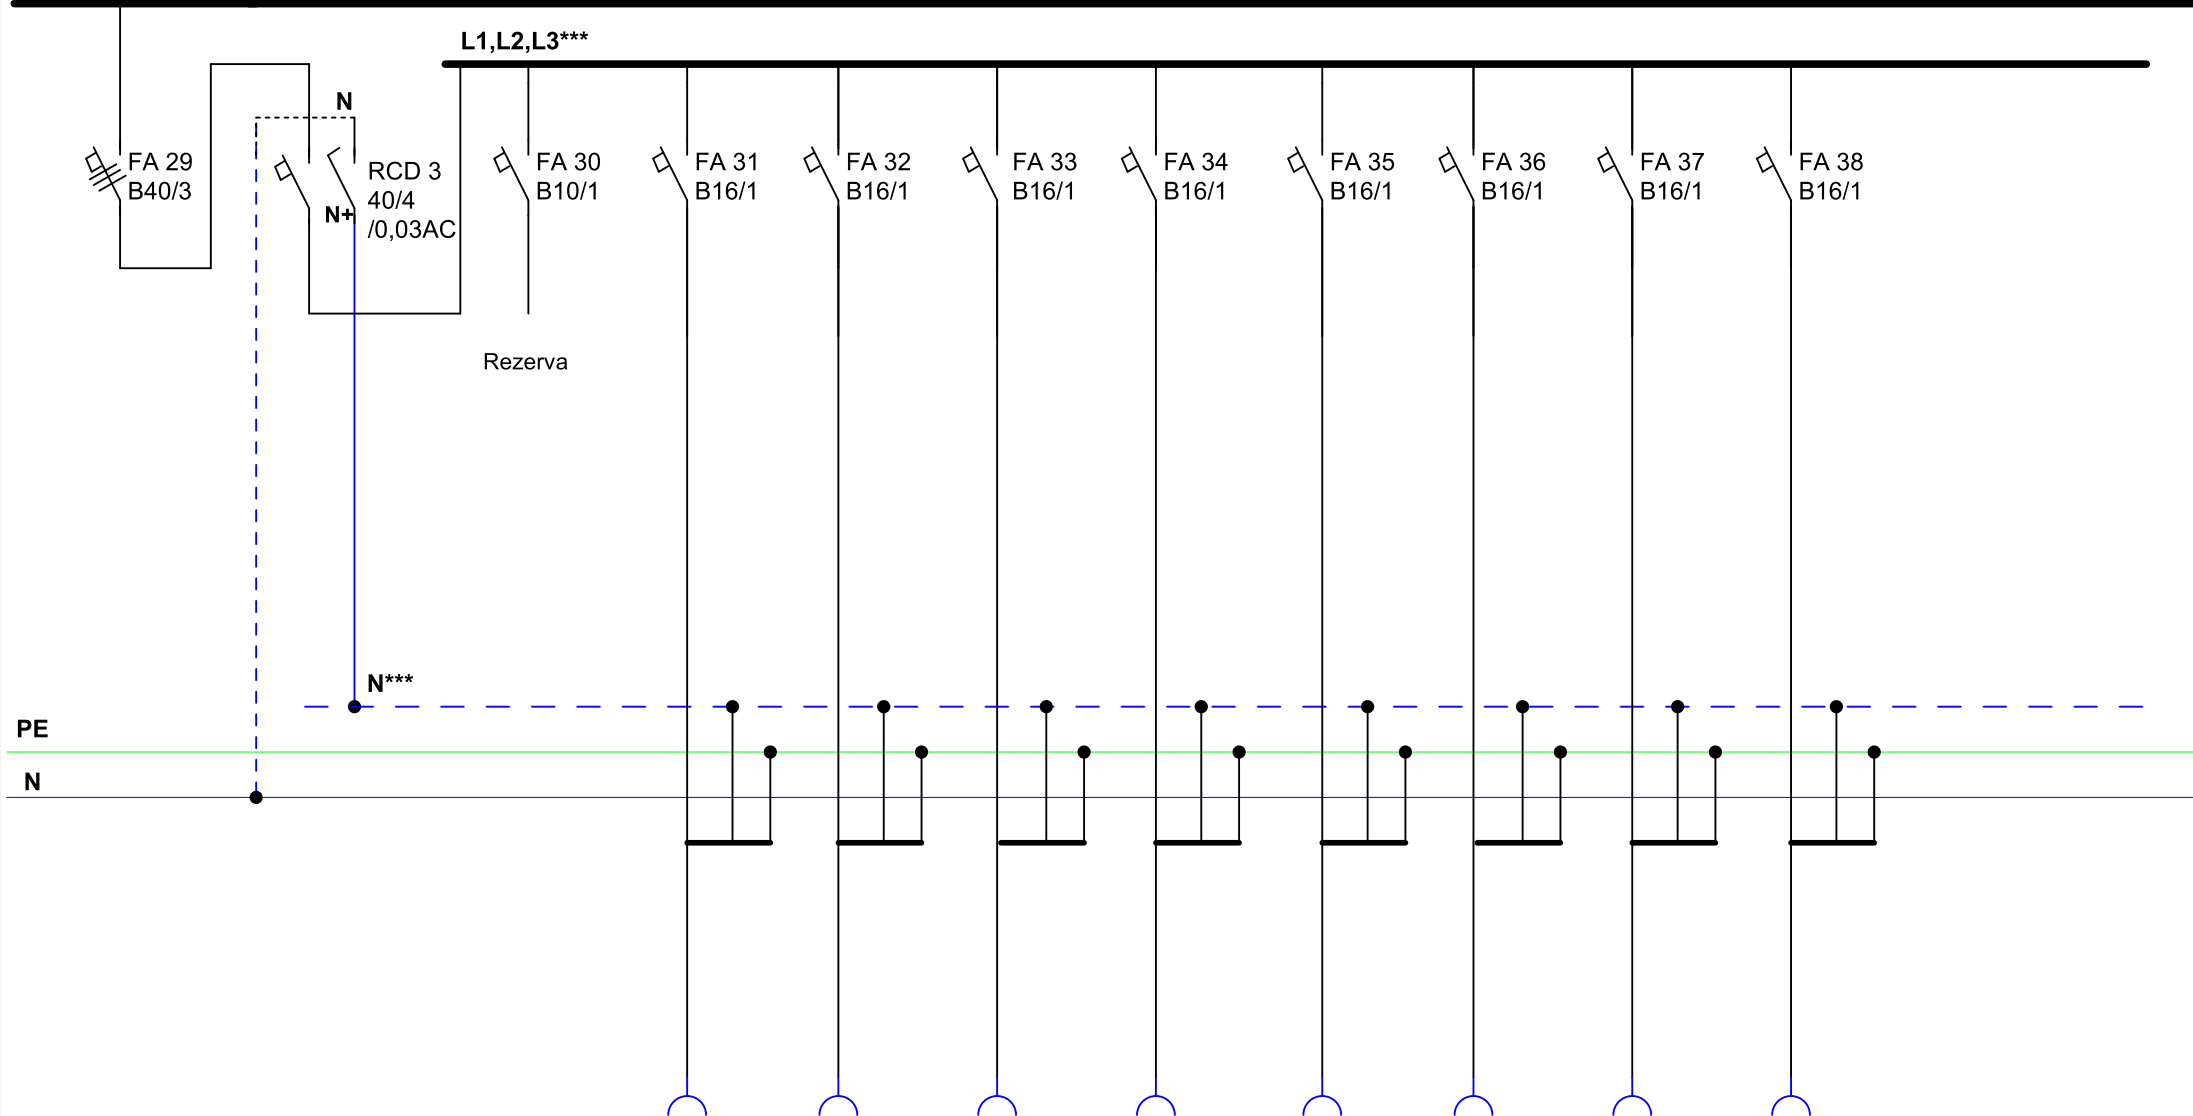 L1,L2,L3***
N
FA 29
B40/3
RCD 3
40/4
/0,03AC
N+
FA 30
B10/1
FA 31
B16/1
FA 32
B16/1
FA 33
B16/1
FA 34
B16/1
FA 35
B16/1
FA 36
B16/1
FA 37
B16/1
FA 38
B16/1
Rezerva
N***
PE
N